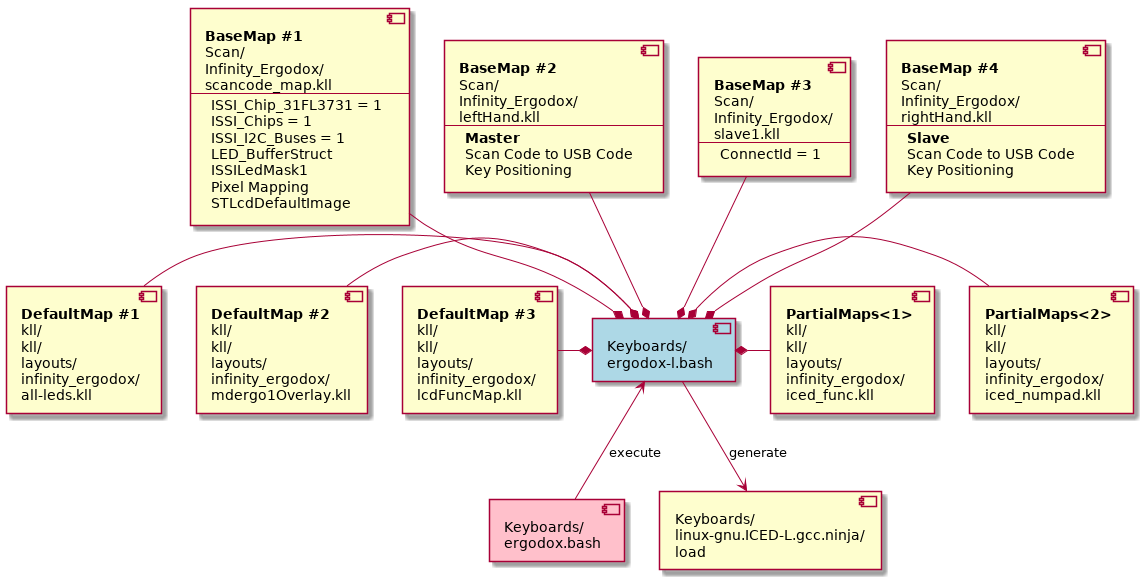 BaseMap #1
Scan/
Infinity_Ergodox/
scancode_map.kll
ISSI_Chip_31FL3731 = 1
ISSI_Chips = 1
ISSI_I2C_Buses = 1
LED_BufferStruct
ISSILedMask1
Pixel Mapping
STLcdDefaultImage
BaseMap #2
Scan/
Infinity_Ergodox/
leftHand.kll
Master
Scan Code to USB Code
Key Positioning
BaseMap #3
Scan/
Infinity_Ergodox/
slave1.kll
ConnectId = 1
BaseMap #4
Scan/
Infinity_Ergodox/
rightHand.kll
Slave
Scan Code to USB Code
Key Positioning
DefaultMap #1
kll/
kll/
layouts/
infinity_ergodox/
all-leds.kll
DefaultMap #2
kll/
kll/
layouts/
infinity_ergodox/
mdergo1Overlay.kll
DefaultMap #3
kll/
kll/
layouts/
infinity_ergodox/
lcdFuncMap.kll
Keyboards/
ergodox-l.bash
PartialMaps<1>
kll/
kll/
layouts/
infinity_ergodox/
iced_func.kll
PartialMaps<2>
kll/
kll/
layouts/
infinity_ergodox/
iced_numpad.kll
execute
generate
Keyboards/
ergodox.bash
Keyboards/
linux-gnu.ICED-L.gcc.ninja/
load